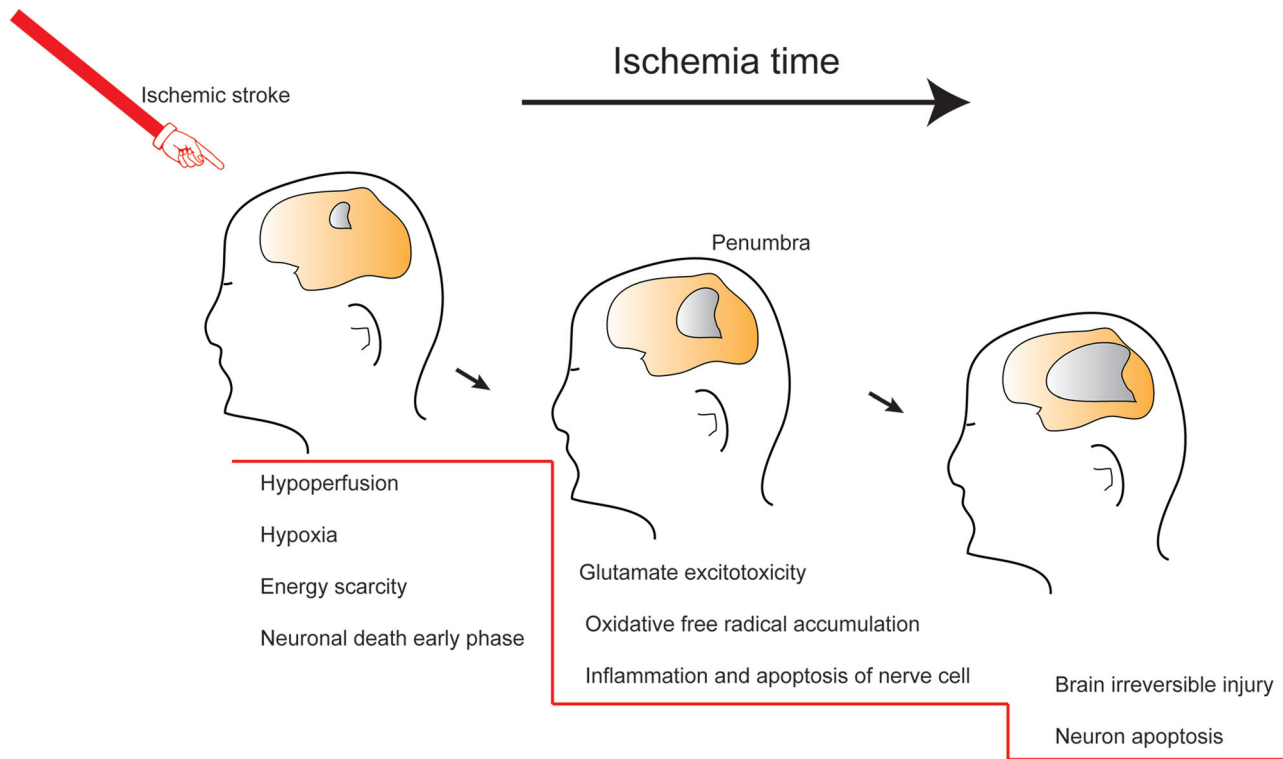 Ischemia time
Ischemic stroke
Penumbra
Hypoperfusion
Hypoxia
Energy scarcity
Neuronal death early phase
Glutamate excitotoxicity
Oxidative free radical accumulation
Inflammation and apoptosis of nerve cell
Brain irreversible injury
Neuron apoptosis